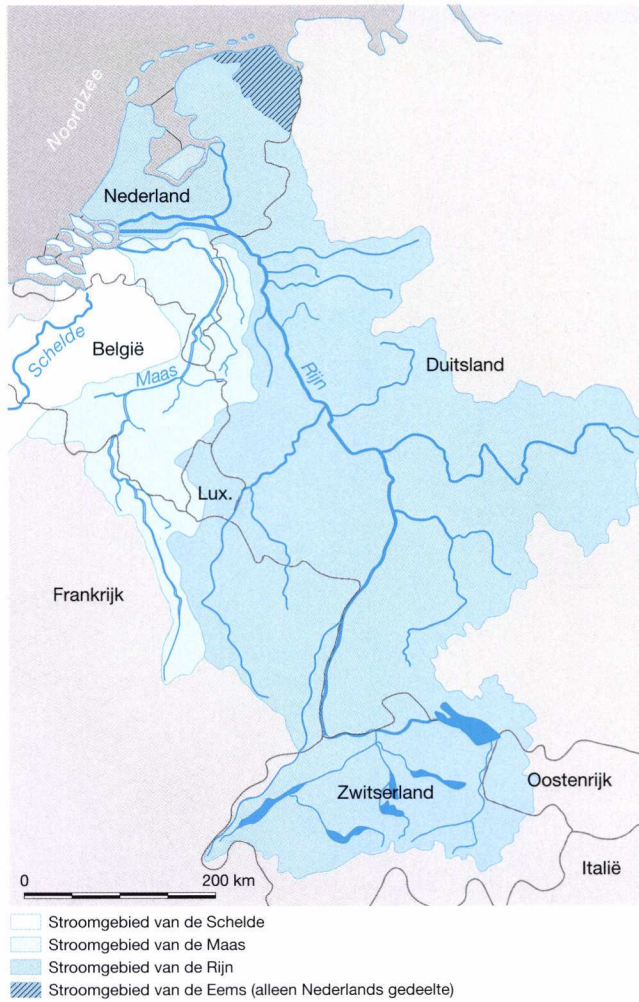 Noordzee
Nederland
Schelde
België
Maas
Rijn
Duitsland
Lux.
Frankrijk
Zwitserland
Oostenrijk
Italië
0 200 km
Stroomgebied van de Schelde
Stroomgebied van de Maas
Stroomgebied van de Rijn
Stroomgebied van de Eems (alleen Nederlands gedeelte)